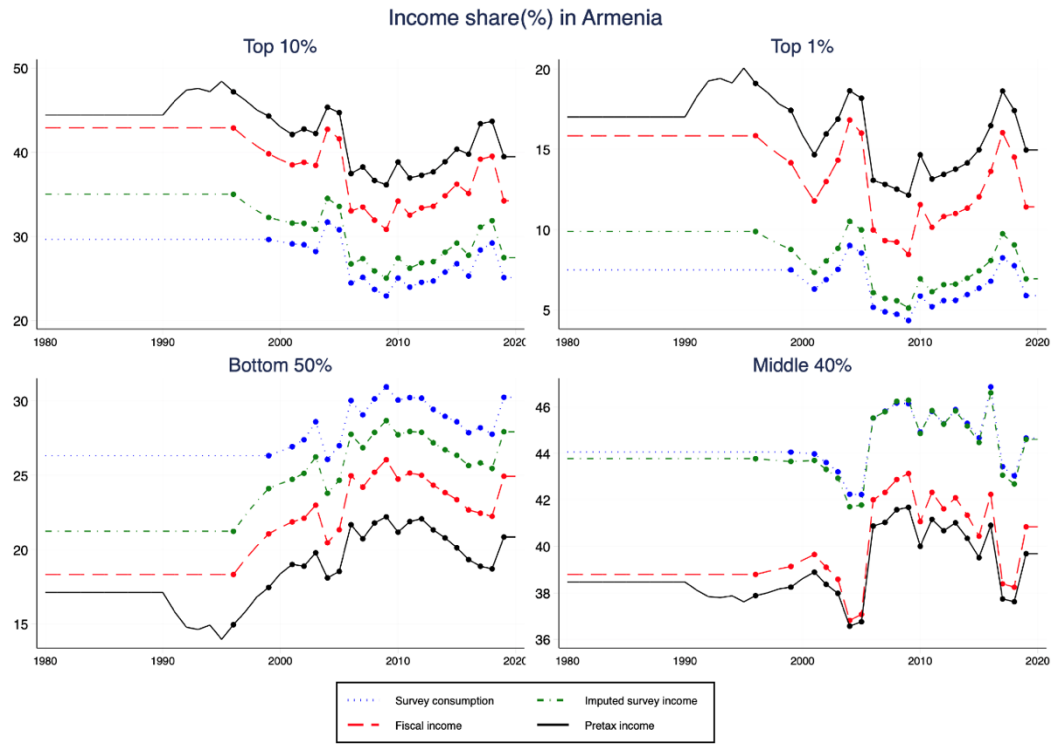 Income share(%) in Armenia
Top 10%
50
40
30
20
1980 1990 2000 2010 2020
Top 1%
20
15
10
5
1980 1990 2000 2010 2020
Bottom 50%
30
25
20
15
1980 1990 2000 2010 2020
Middle 40%
46
44
42
40
38
36
1980 1990 2000 2010 2020
Survey consumption
Imputed survey income
Fiscal income
Pretax income